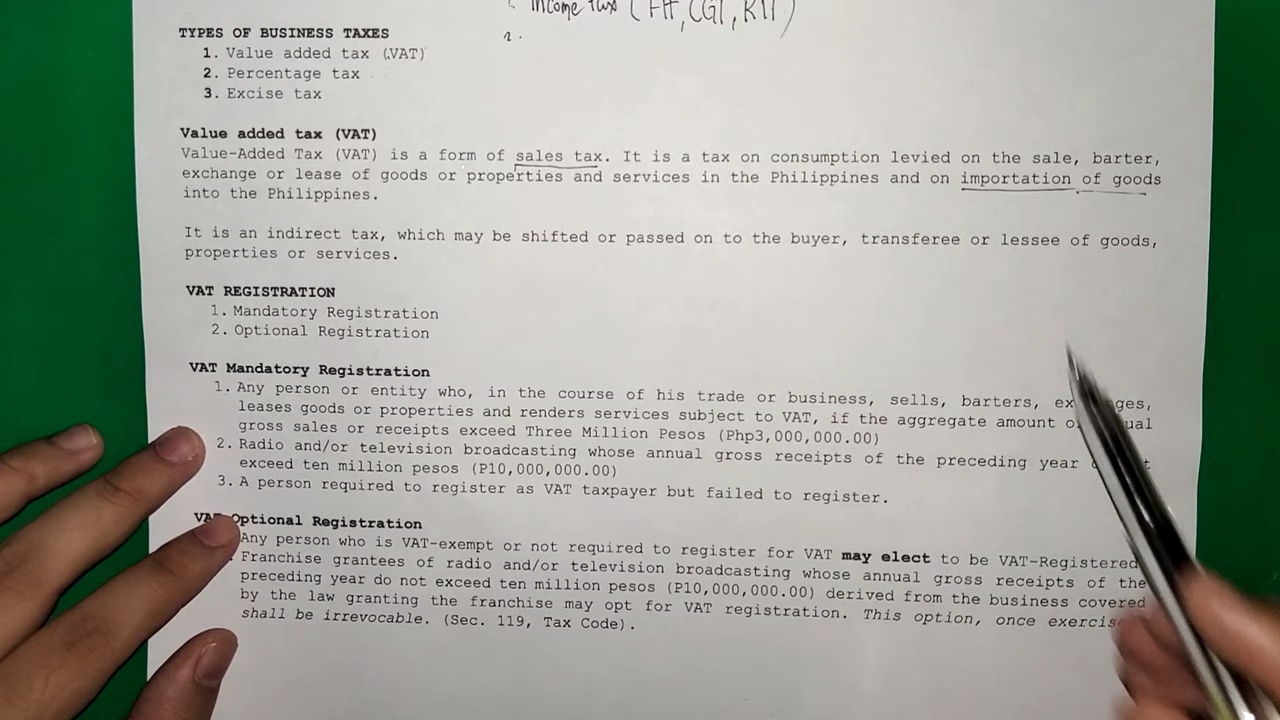 Income tax (FIT, CGT, RIT)
2.
TYPES OF BUSINESS TAXES
1. Value added tax (VAT)
2. Percentage tax
3. Excise tax
Value added tax (VAT)
Value-Added Tax (VAT) is a form of sales tax. It is a tax on consumption levied on the sale, barter,
exchange or lease of goods or properties and services in the Philippines and on importation of goods
into the Philippines.
It is an indirect tax, which may be shifted or passed on to the buyer, transferee or lessee of goods,
properties or services.
VAT REGISTRATION
1. Mandatory Registration
2. Optional Registration
VAT Mandatory Registration
1. Any person or entity who, in the course of his trade or business, sells, barters,
leases goods or properties and renders services subject to VAT, if the aggregate amount
gross sales or receipts exceed Three Million Pesos (Php3,000,000.00)
2. Radio and/or television broadcasting whose annual gross receipts of the preceding year
exceed ten million pesos (P10,000,000.00)
3. A person required to register as VAT taxpayer but failed to register.
VAT Optional Registration
Any person who is VAT-exempt or not required to register for VAT may elect to be VAT-Registered
Franchise grantees of radio and/or television broadcasting whose annual gross receipts of the
preceding year do not exceed ten million pesos (P10,000,000.00) derived from the business covered
by the law granting the franchise may opt for VAT registration. This option, once
shall be irrevocable. (Sec. 119, Tax Code).